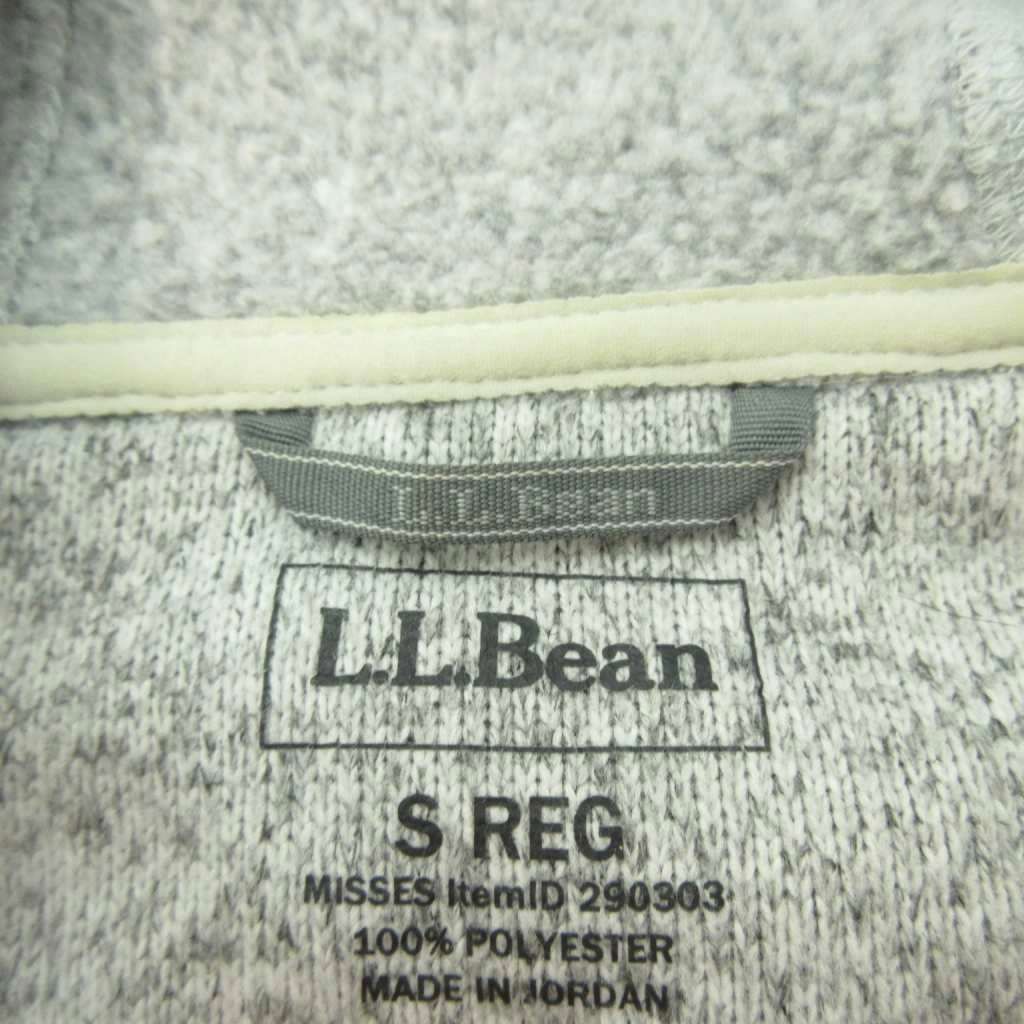 L.L.Bean
L.L.Bean
S REG
MISSES ItemID 290303
100% POLYESTER
MADE IN JORDAN